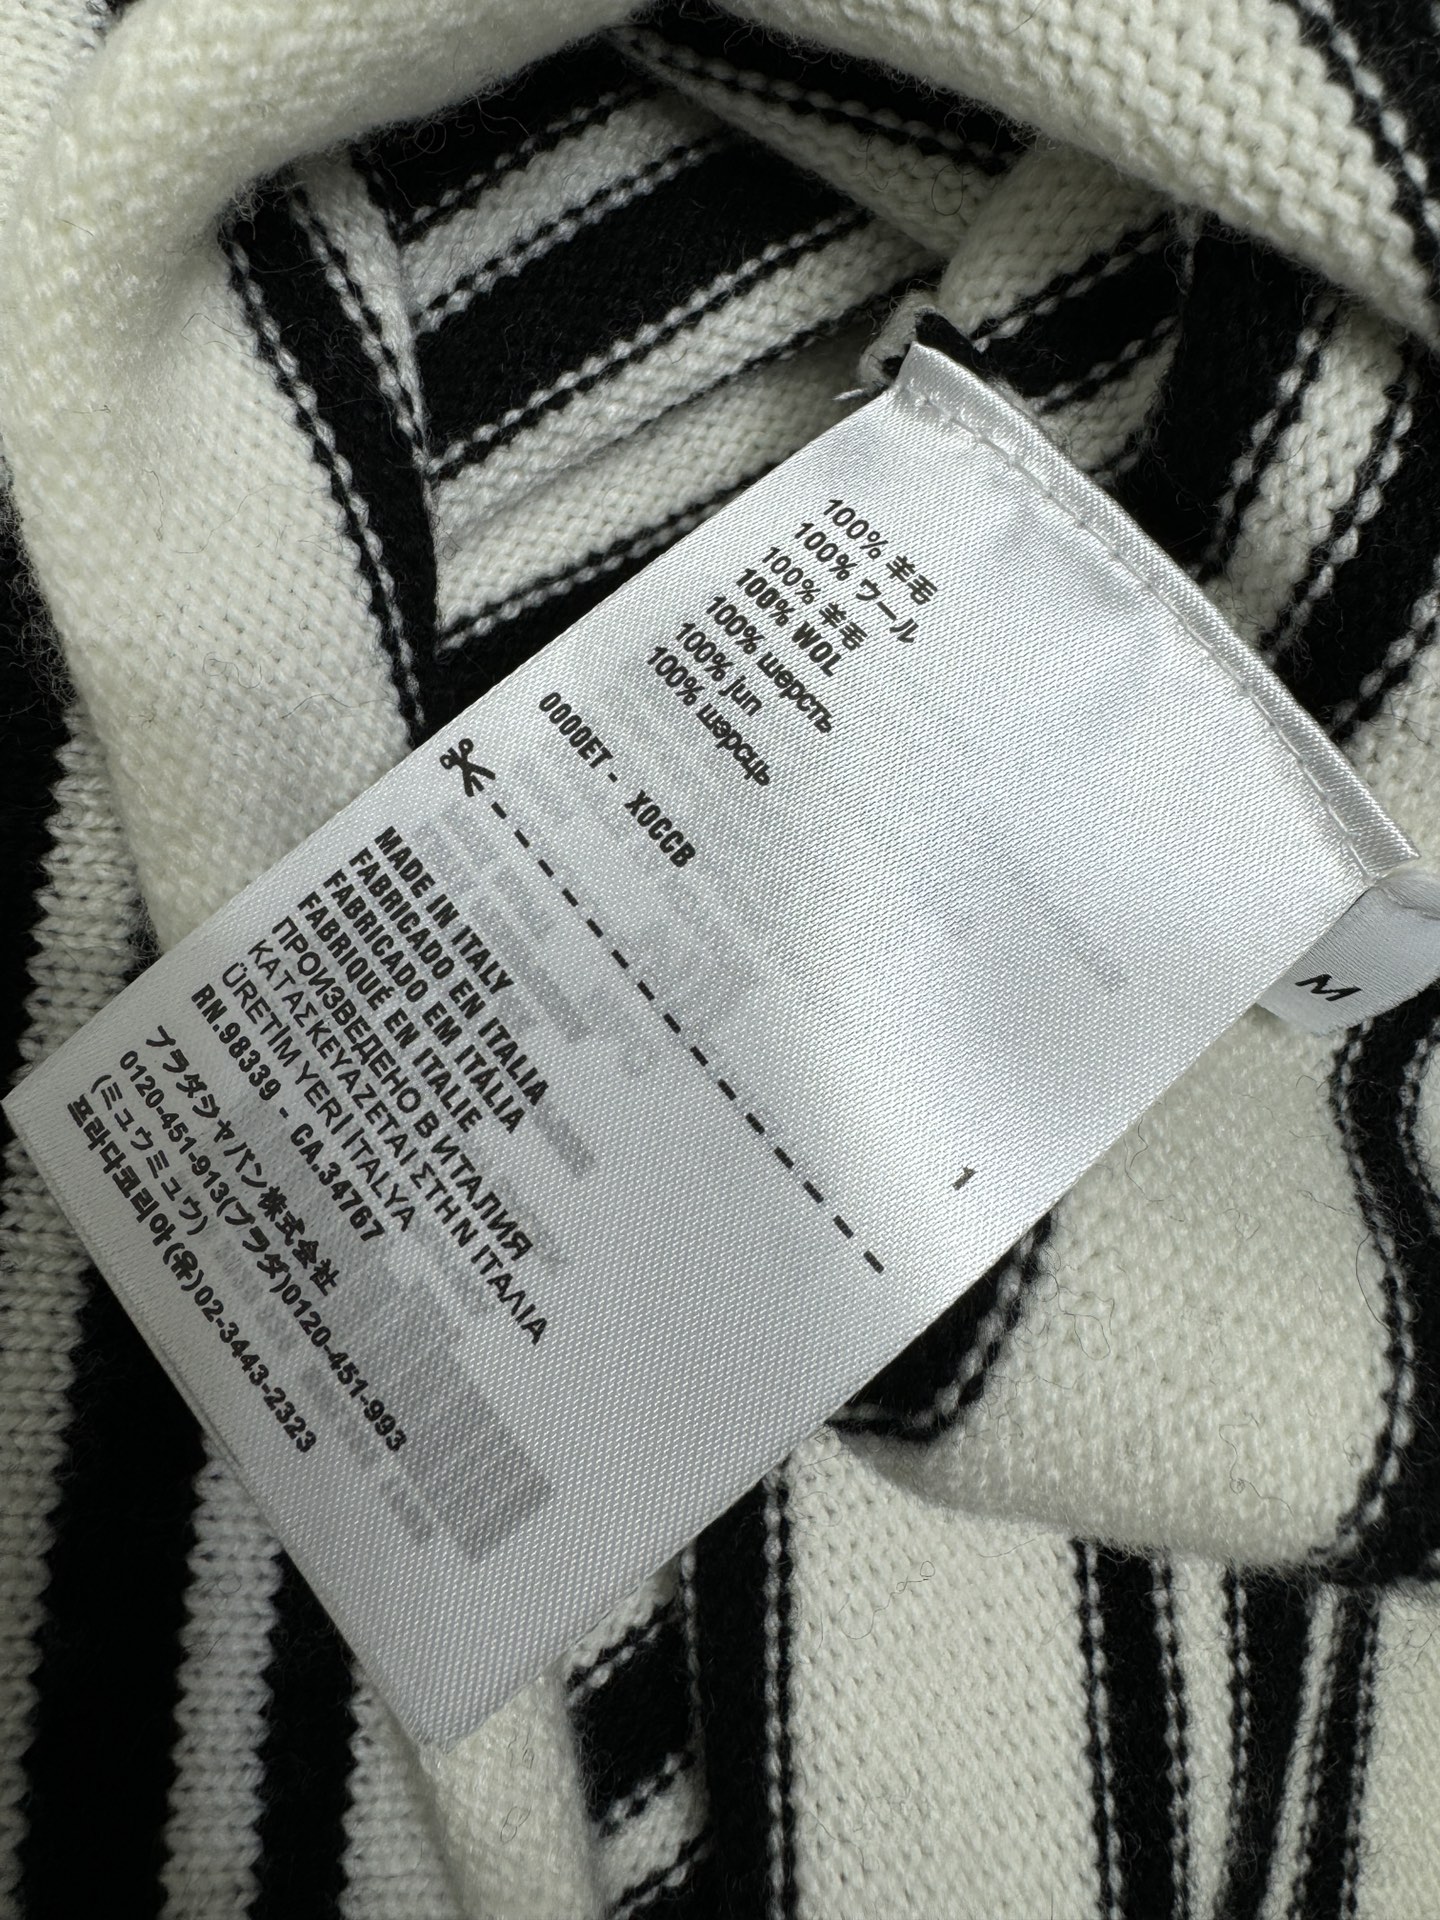 100% 羊毛
100% ウール
100% 羊毛
100% WOL
100% шерсть
100% jun
100% шэрсць
0000ET - X0CCB
MADE IN ITALY
FABRICADO EN ITALIA
FABRICADO EM ITÁLIA
FABRIQUÉ EN ITALIE
ПРОИЗВЕДЕНО В ИТАЛИЯ
ΚΑΤΑΣΚΕΥΑΖΕΤΑΙ ΣΤΗΝ ΙΤΑΛΙΑ
ÜRETİM YERİ İTALYA
RN.98339 - CA.34767
プラダジャパン株式会社
0120-451-913(プラダ)0120-451-993
(ミュウミュウ)
프라다코리아(유)02-3443-2323
1
M